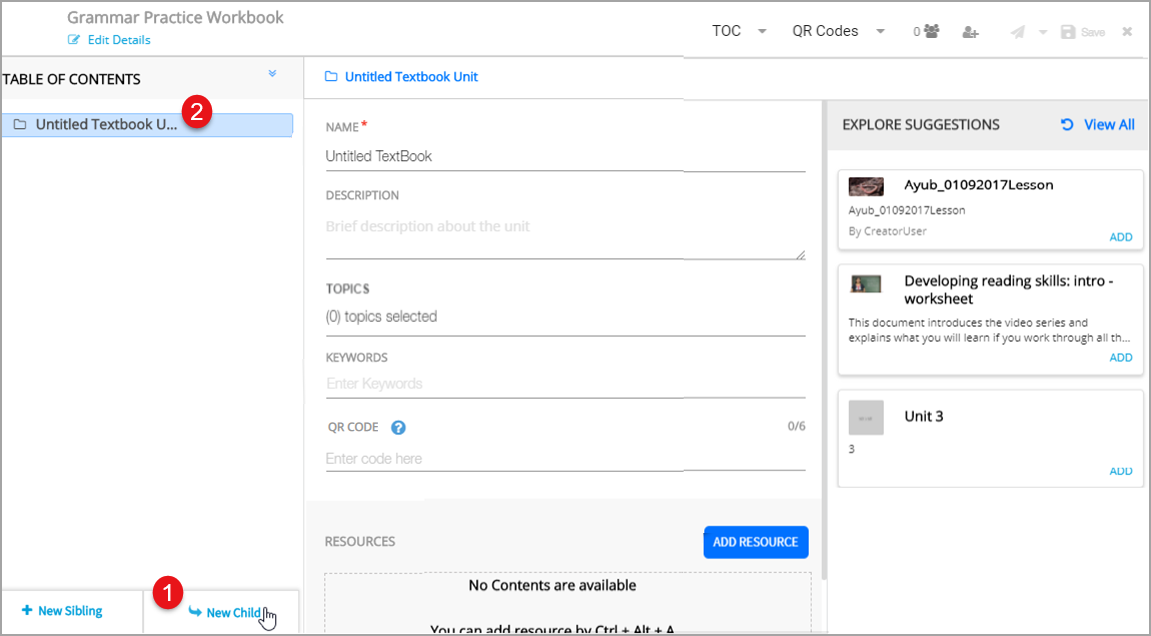 Grammar Practice Workbook
Edit Details
TOC
QR Codes
0
Save
TABLE OF CONTENTS
Untitled Textbook U...
2
Untitled Textbook Unit
NAME*
Untitled TextBook
DESCRIPTION
Brief description about the unit
TOPICS
(0) topics selected
KEYWORDS
Enter Keywords
QR CODE ?
0/6
Enter code here
RESOURCES
ADD RESOURCE
No Contents are available
You can add resource by Ctrl + Alt + A
EXPLORE SUGGESTIONS
View All
Ayub_01092017Lesson
Ayub_01092017Lesson
By CreatorUser
ADD
Developing reading skills: intro -
worksheet
This document introduces the video series and
explains what you will learn if you work through all th...
ADD
Unit 3
3
ADD
1
+ New Sibling
New Child